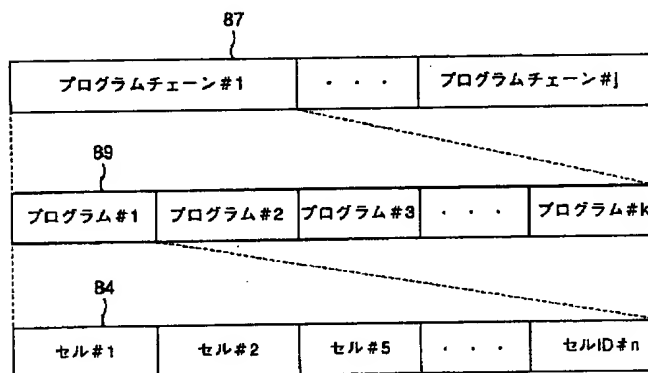 87
プログラムチェーン#1 ・・・ プログラムチェーン#j
89
プログラム#1 プログラム#2 プログラム#3 ・・・ プログラム#k
84
セル#1 セル#2 セル#5 ・・・ セルID#n